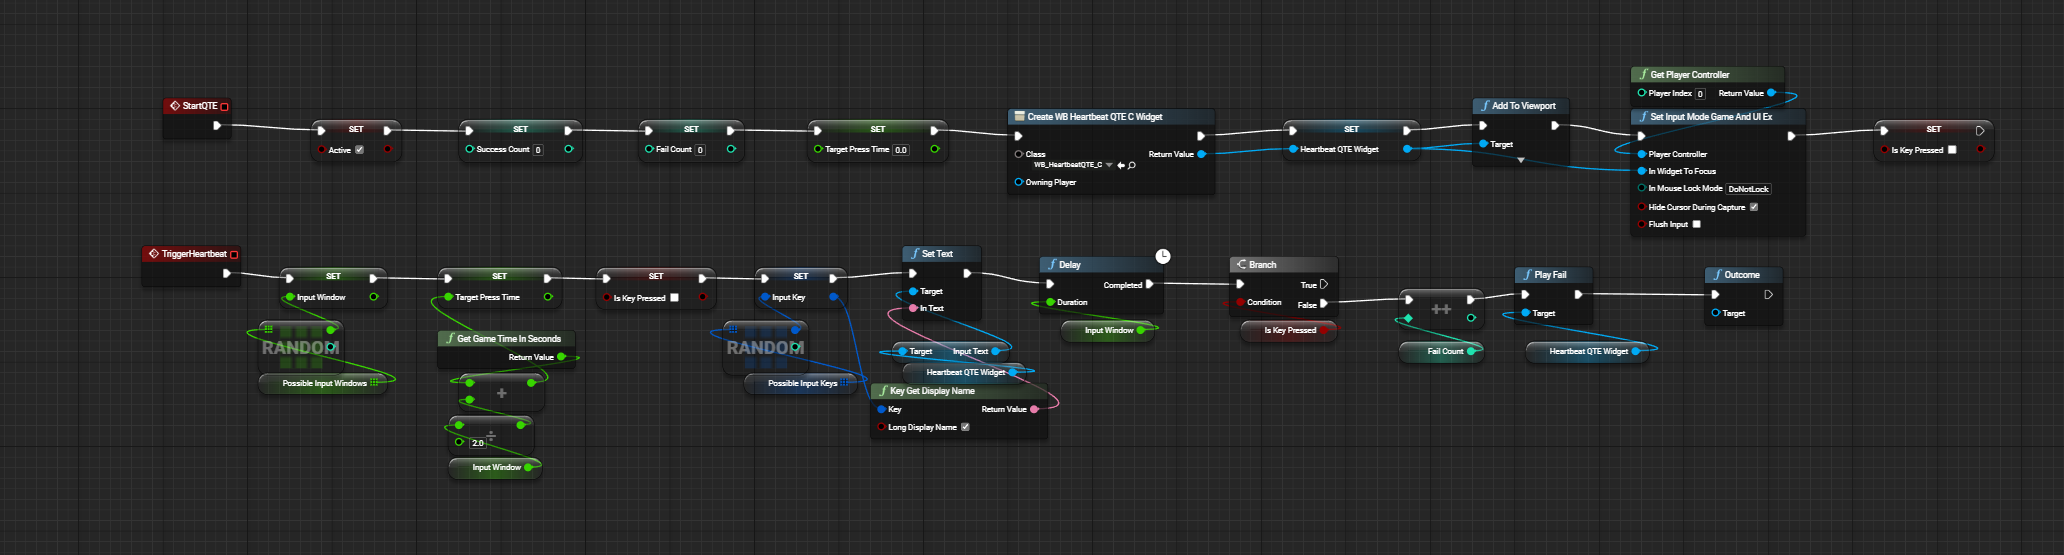 StartQTE
SET
Active
SET
Success Count 0
SET
Fail Count 0
SET
Target Press Time 0.0
Create WB Heartbeat QTE C Widget
Class
WB_HeartbeatQTE_C
Return Value
Owning Player
SET
Heartbeat QTE Widget
Add To Viewport
Target
Get Player Controller
Player Index 0
Return Value
Set Input Mode Game And UI Ex
Player Controller
In Widget To Focus
In Mouse Lock Mode DoNotLock
Hide Cursor During Capture
Flush Input
SET
Is Key Pressed
TriggerHeartbeat
SET
Input Window
RANDOM
Possible Input Windows
SET
Target Press Time
Get Game Time In Seconds
Return Value
+
÷
2.0
Input Window
SET
Is Key Pressed
SET
Input Key
RANDOM
Possible Input Keys
Set Text
Target
In Text
Target Input Text
Heartbeat QTE Widget
Key Get Display Name
Key
Return Value
Long Display Name
Delay
Completed
Duration
Input Window
Branch
True
Condition
False
Is Key Pressed
++
Fail Count
Play Fail
Target
Heartbeat QTE Widget
Outcome
Target